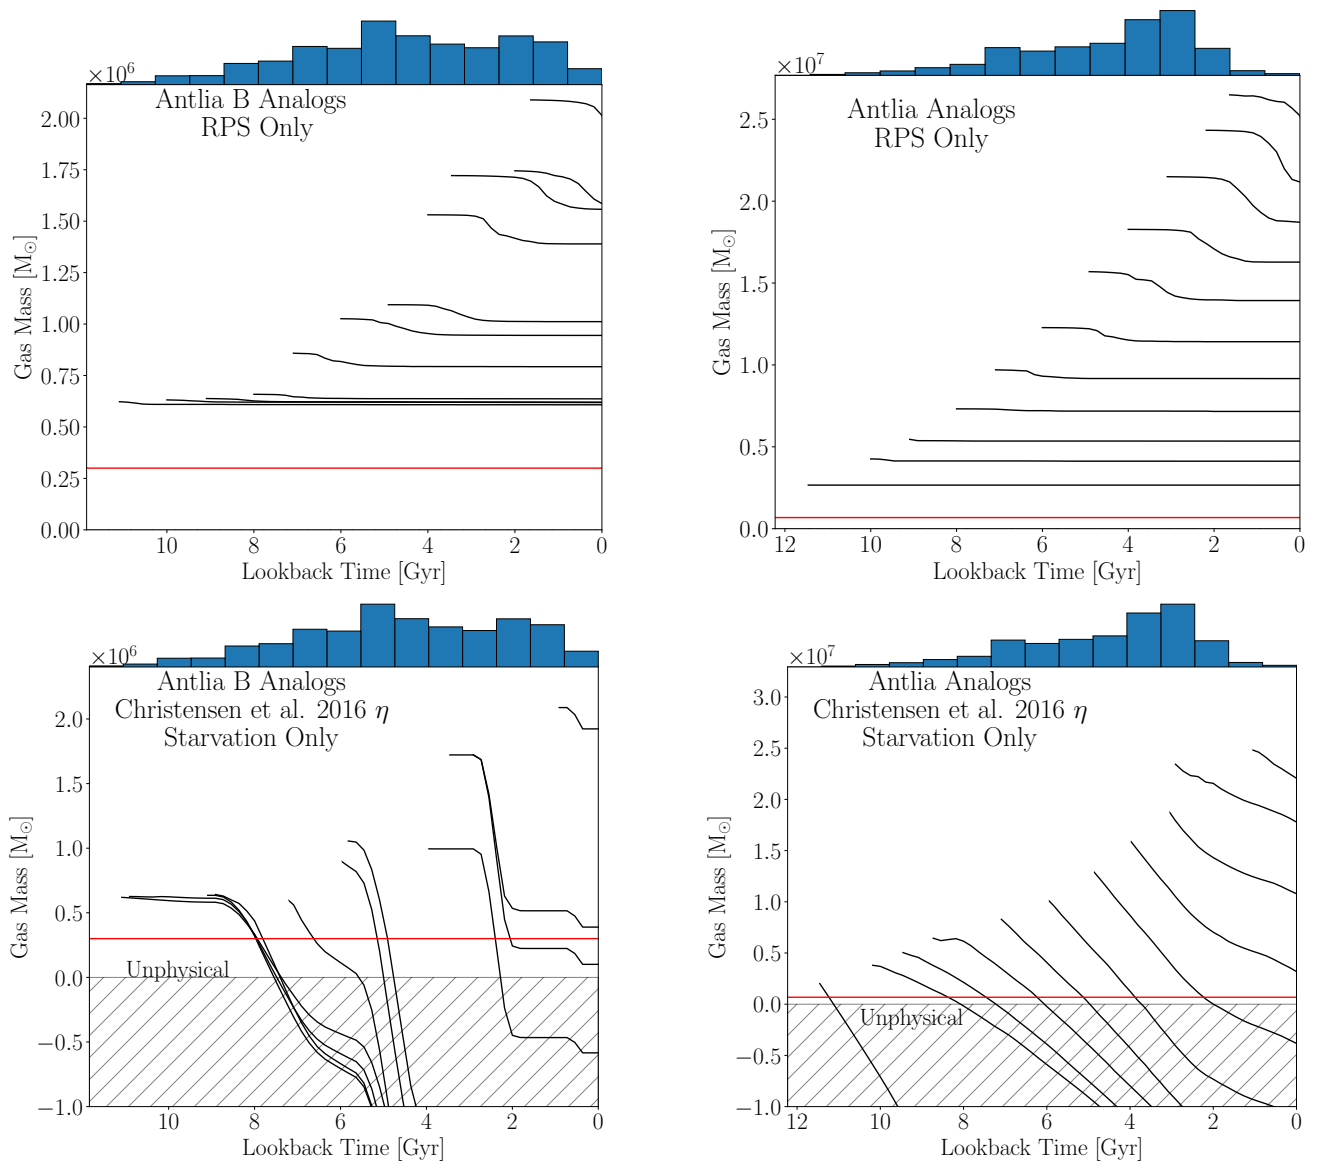 ×10⁶
Antlia B Analogs
RPS Only
Gas Mass [M☉]
2.00
1.75
1.50
1.25
1.00
0.75
0.50
0.25
0.00
10 8 6 4 2 0
Lookback Time [Gyr]
×10⁷
Antlia Analogs
RPS Only
Gas Mass [M☉]
2.5
2.0
1.5
1.0
0.5
0.0
12 10 8 6 4 2 0
Lookback Time [Gyr]
×10⁶
Antlia B Analogs
Christensen et al. 2016 η
Starvation Only
Gas Mass [M☉]
2.0
1.5
1.0
0.5
0.0
−0.5
−1.0
Unphysical
10 8 6 4 2 0
Lookback Time [Gyr]
×10⁷
Antlia Analogs
Christensen et al. 2016 η
Starvation Only
Gas Mass [M☉]
3.0
2.5
2.0
1.5
1.0
0.5
0.0
−0.5
−1.0
Unphysical
12 10 8 6 4 2 0
Lookback Time [Gyr]